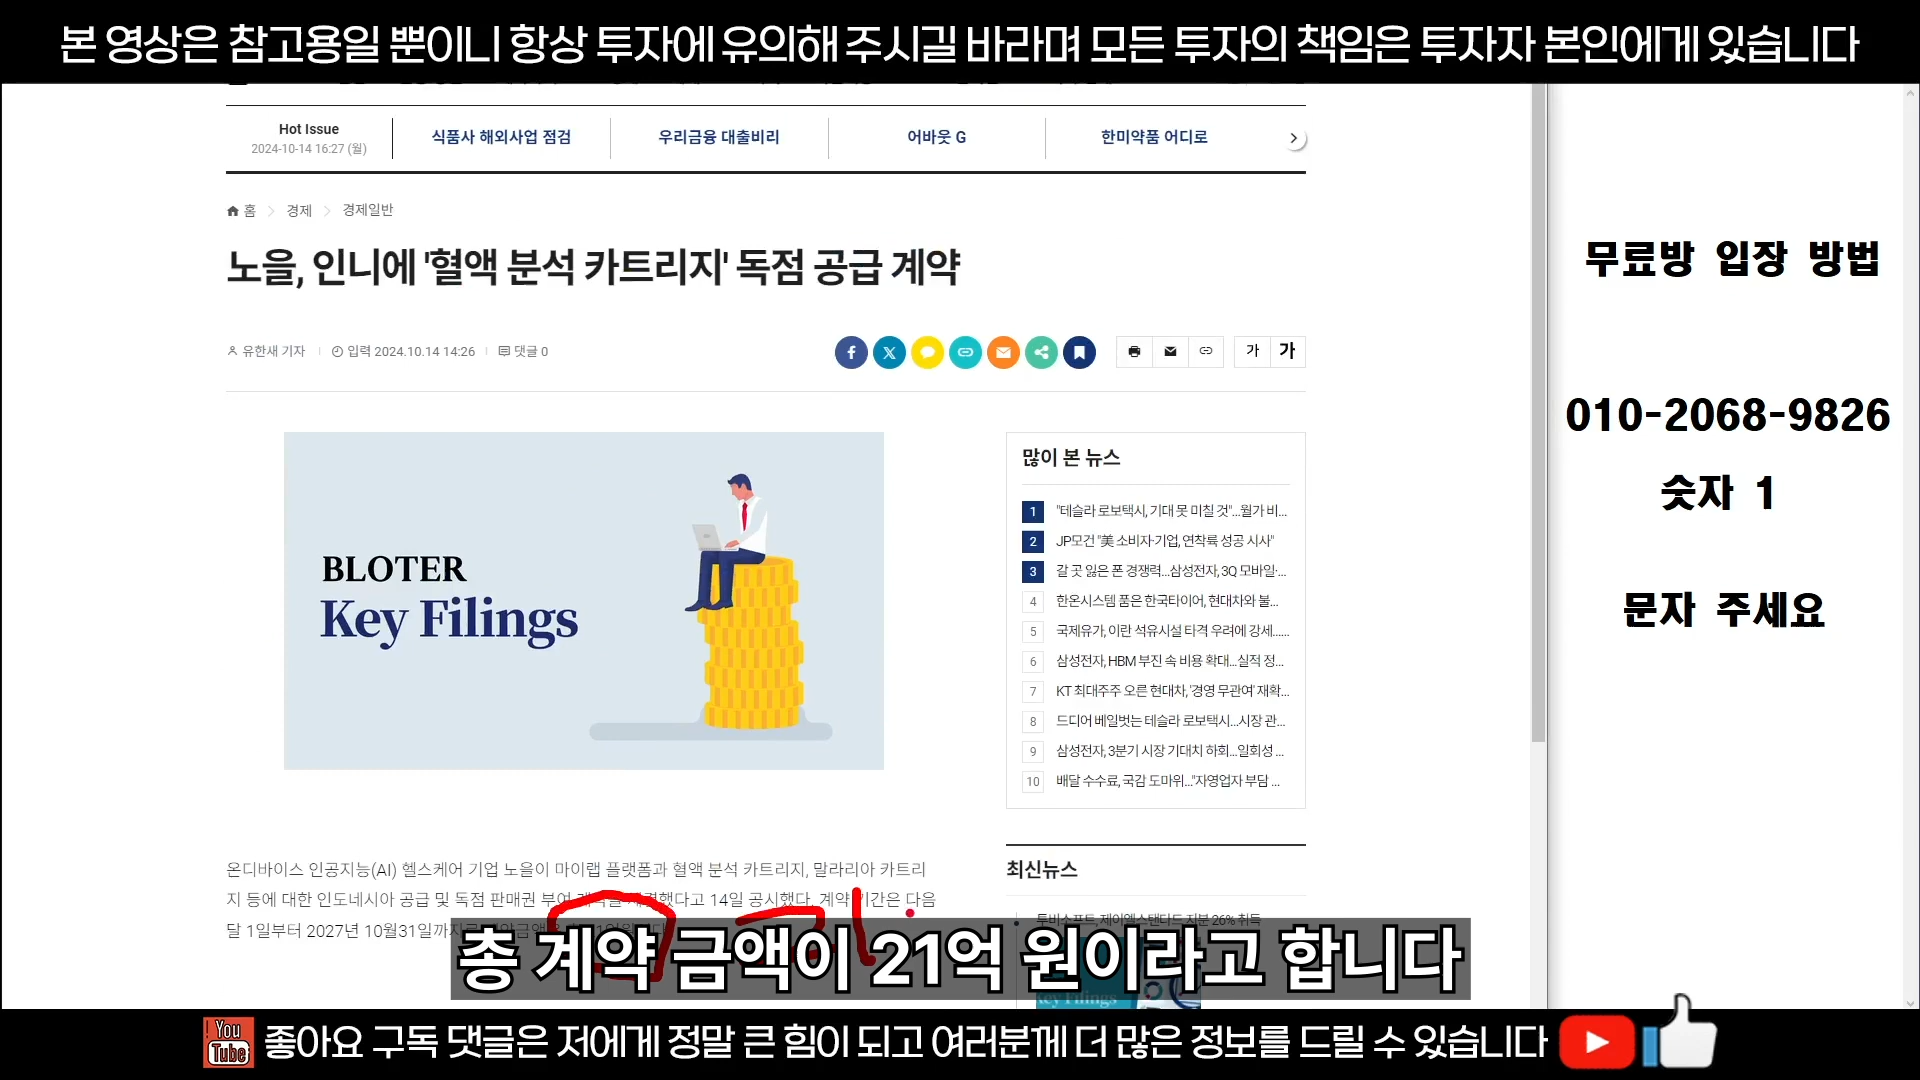 본 영상은 참고용일 뿐이니 항상 투자에 유의해 주시길 바라며 모든 투자의 책임은 투자자 본인에게 있습니다
Hot Issue
2024-10-14 16:27 (월)
식품사 해외사업 점검
우리금융 대출비리
어바웃 G
한미약품 어디로
홈
경제
경제일반
노을, 인니에 '혈액 분석 카트리지' 독점 공급 계약
유한새 기자
입력 2024.10.14 14:26
댓글 0
가 가
BLOTER
Key Filings
많이 본 뉴스
1 "테슬라 로보택시, 기대 못 미칠 것"...월가 비...
2 JP모건 "美 소비자·기업, 연착륙 성공 시사"
3 갈 곳 잃은 폰 경쟁력...삼성전자, 3Q 모바일·...
4 한온시스템 품은 한국타이어, 현대차와 불...
5 국제유가, 이란 석유시설 타격 우려에 강세......
6 삼성전자, HBM 부진 속 비용 확대...실적 정...
7 KT 최대주주 오른 현대차, '경영 무관여' 재확...
8 드디어 베일벗는 테슬라 로보택시...시장 관...
9 삼성전자, 3분기 시장 기대치 하회...일회성 ...
10 배달 수수료, 국감 도마위..."자영업자 부담 ...
온디바이스 인공지능(AI) 헬스케어 기업 노을이 마이랩 플랫폼과 혈액 분석 카트리지, 말라리아 카트리
지 등에 대한 인도네시아 공급 및 독점 판매권 부여 했다고 14일 공시했다. 계약 기간은 다음
달 1일부터 2027년 10월31일까지
최신뉴스
투비소프트, 제이엘스탠다드 지분 26% 취득
Key Filings
총 계약 금액이 21억 원이라고 합니다
무료방 입장 방법
010-2068-9826
숫자 1
문자 주세요
You
Tube
좋아요 구독 댓글은 저에게 정말 큰 힘이 되고 여러분께 더 많은 정보를 드릴 수 있습니다